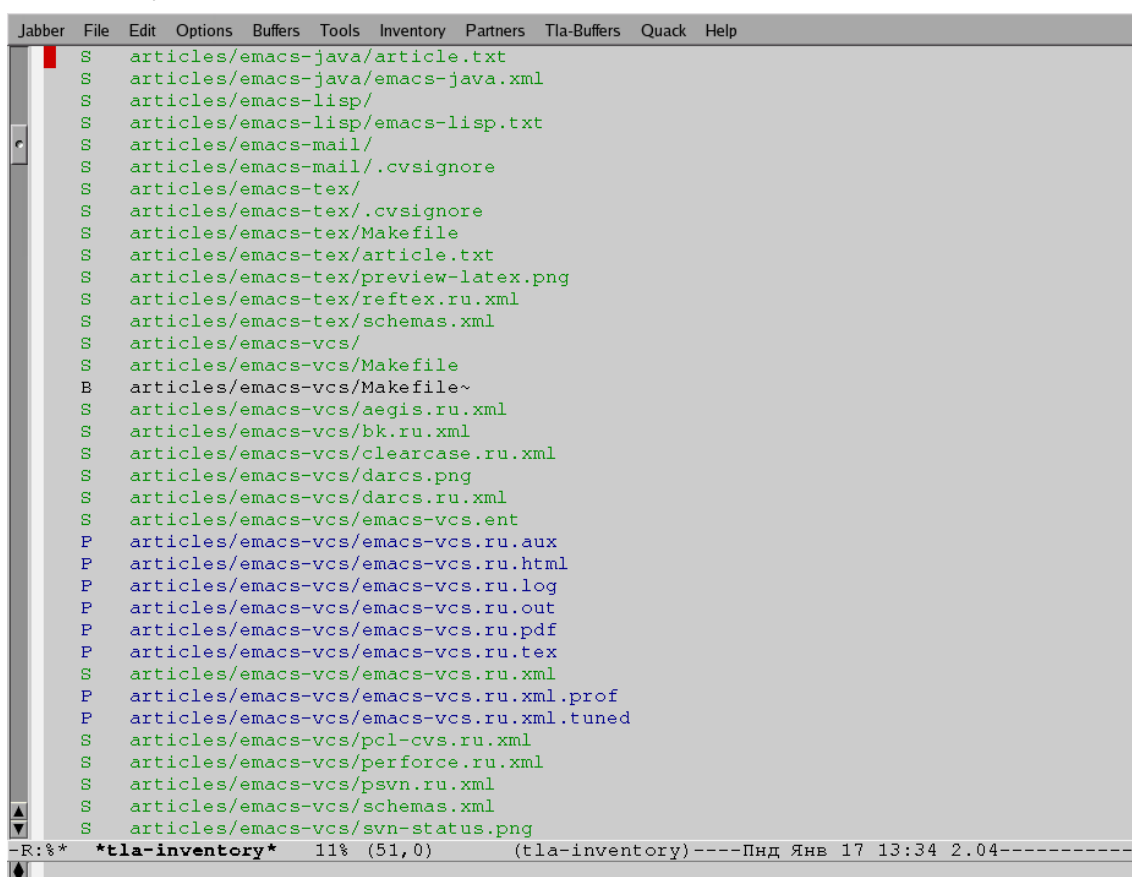 Jabber File Edit Options Buffers Tools Inventory Partners Tla-Buffers Quack Help
S articles/emacs-java/article.txt
S articles/emacs-java/emacs-java.xml
S articles/emacs-lisp/
S articles/emacs-lisp/emacs-lisp.txt
S articles/emacs-mail/
S articles/emacs-mail/.cvsignore
S articles/emacs-tex/
S articles/emacs-tex/.cvsignore
S articles/emacs-tex/Makefile
S articles/emacs-tex/article.txt
S articles/emacs-tex/preview-latex.png
S articles/emacs-tex/reftex.ru.xml
S articles/emacs-tex/schemas.xml
S articles/emacs-vcs/
S articles/emacs-vcs/Makefile
B articles/emacs-vcs/Makefile~
S articles/emacs-vcs/aegis.ru.xml
S articles/emacs-vcs/bk.ru.xml
S articles/emacs-vcs/clearcase.ru.xml
S articles/emacs-vcs/darcs.png
S articles/emacs-vcs/darcs.ru.xml
S articles/emacs-vcs/emacs-vcs.ent
P articles/emacs-vcs/emacs-vcs.ru.aux
P articles/emacs-vcs/emacs-vcs.ru.html
P articles/emacs-vcs/emacs-vcs.ru.log
P articles/emacs-vcs/emacs-vcs.ru.out
P articles/emacs-vcs/emacs-vcs.ru.pdf
P articles/emacs-vcs/emacs-vcs.ru.tex
S articles/emacs-vcs/emacs-vcs.ru.xml
P articles/emacs-vcs/emacs-vcs.ru.xml.prof
P articles/emacs-vcs/emacs-vcs.ru.xml.tuned
S articles/emacs-vcs/pcl-cvs.ru.xml
S articles/emacs-vcs/perforce.ru.xml
S articles/emacs-vcs/psvn.ru.xml
S articles/emacs-vcs/schemas.xml
S articles/emacs-vcs/svn-status.png
-R:%* *tla-inventory* 11% (51,0) (tla-inventory)----Пнд Янв 17 13:34 2.04-----------